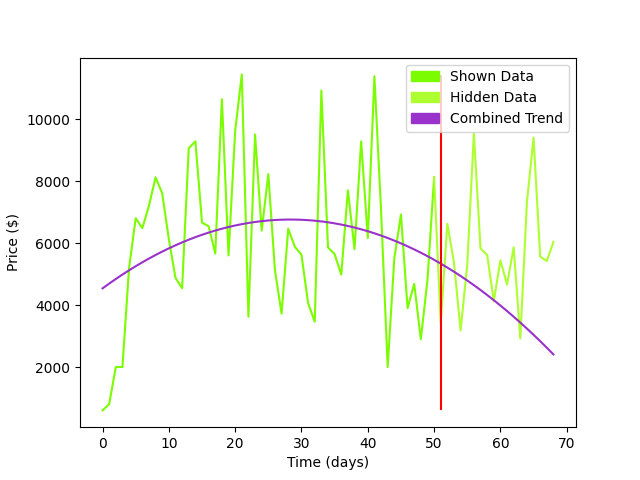 Shown Data
Hidden Data
Combined Trend
Price ($)
10000
8000
6000
4000
2000
0 10 20 30 40 50 60 70
Time (days)